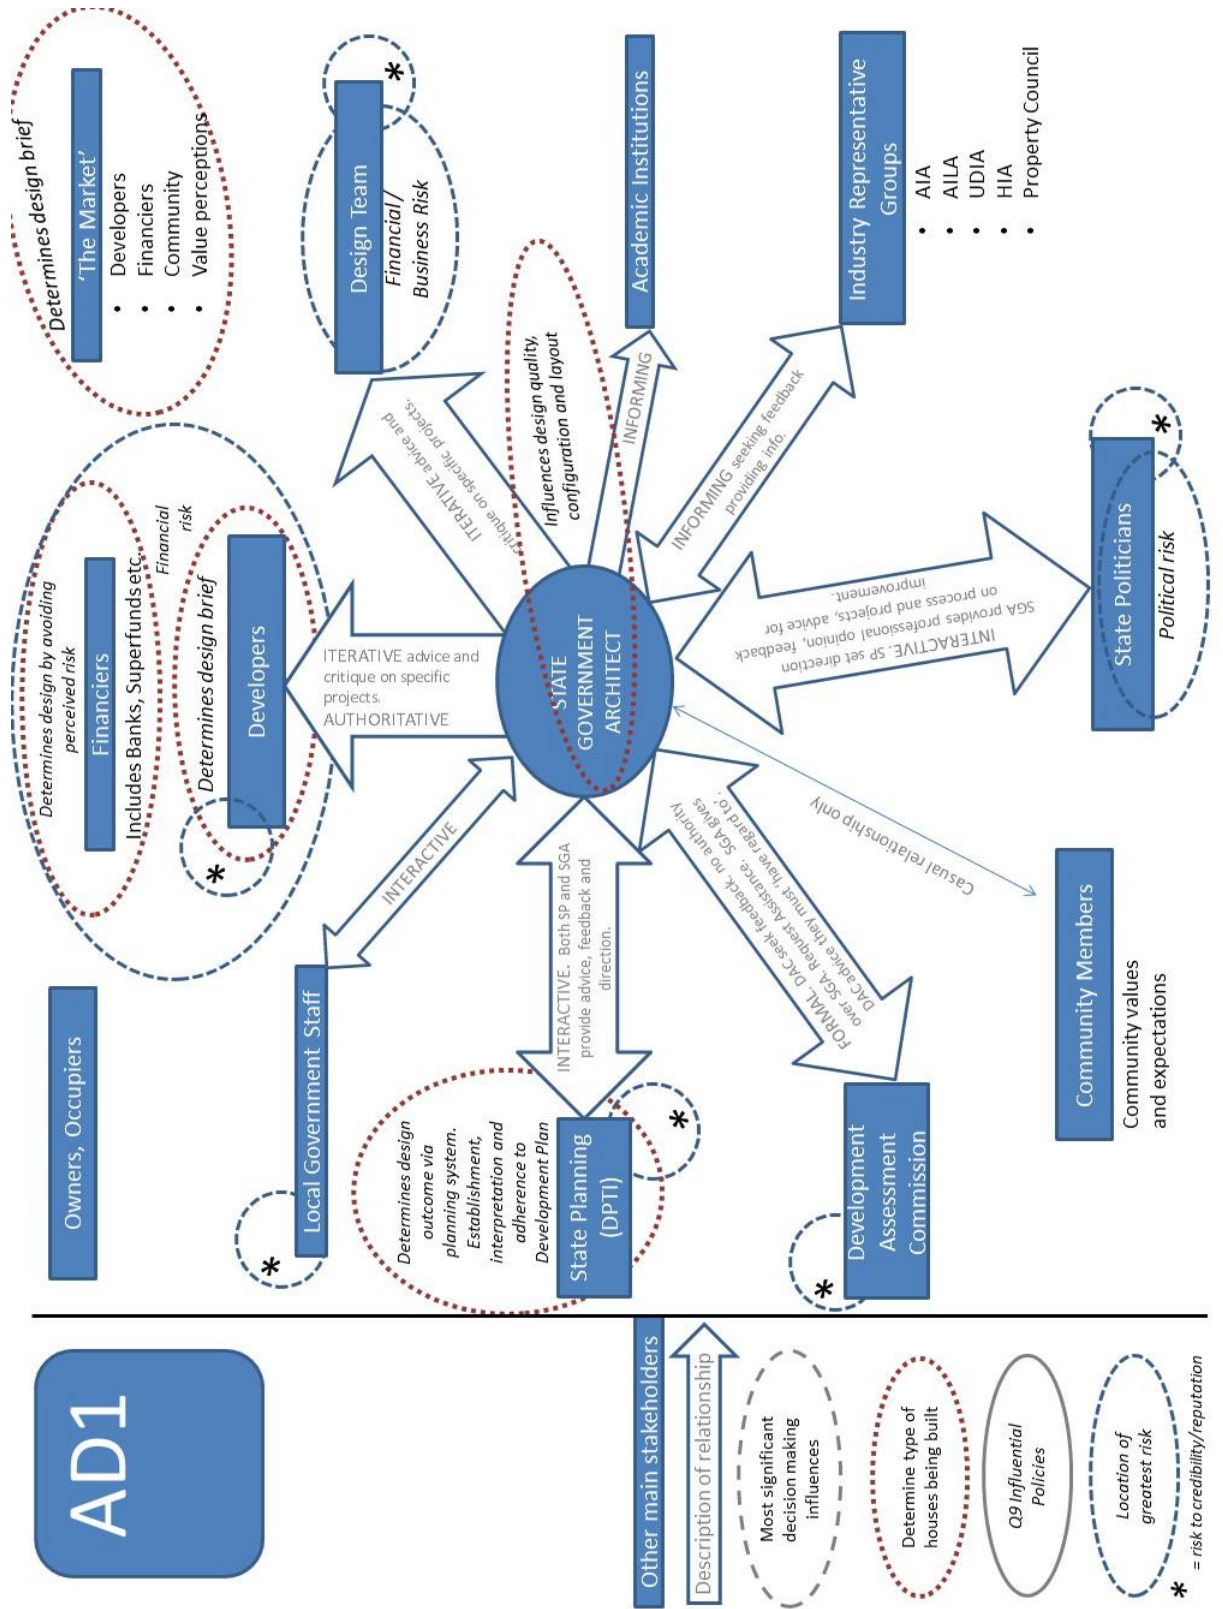 AD1
Other main stakeholders
Description of relationship
Most significant
decision making
influences
Determine type of
houses being built
Q9 Influential
Policies
Location of
greatest risk
* = risk to credibility/reputation
Owners, Occupiers
Determines design by avoiding
perceived risk
Financiers
Includes Banks, Superfunds etc.
Financial
risk
Determines design brief
Developers
*
Determines design brief
'The Market'
• Developers
• Financiers
• Community
• Value perceptions
Local Government Staff
*
INTERACTIVE
ITERATIVE advice and
critique on specific
projects.
AUTHORITATIVE
ITERATIVE advice and
critique on specific projects.
Design Team
*
Financial/
Business Risk
Determines design
outcome via
planning system.
Establishment,
interpretation and
adherence to
Development Plan
State Planning
(DPTI)
*
INTERACTIVE. Both SP and SGA
provide advice, feedback and
direction.
STATE
GOVERNMENT
ARCHITECT
Influences design quality,
configuration and layout
INFORMING
Academic Institutions
INFORMING seeking feedback
providing info.
Industry Representative
Groups
• AIA
• AILA
• UDIA
• HIA
• Property Council
Development
Assessment
Commission
*
FORMAL. DAC seek feedback. no authority
over SGA. Request Assistance. SGA gives
DAC advice they must 'have regard to'.
Casual relationship only
Community Members
Community values
and expectations
INTERACTIVE. SP set direction
SGA provides professional opinion, feedback
on process and projects, advice for
improvement.
State Politicians
*
Political risk